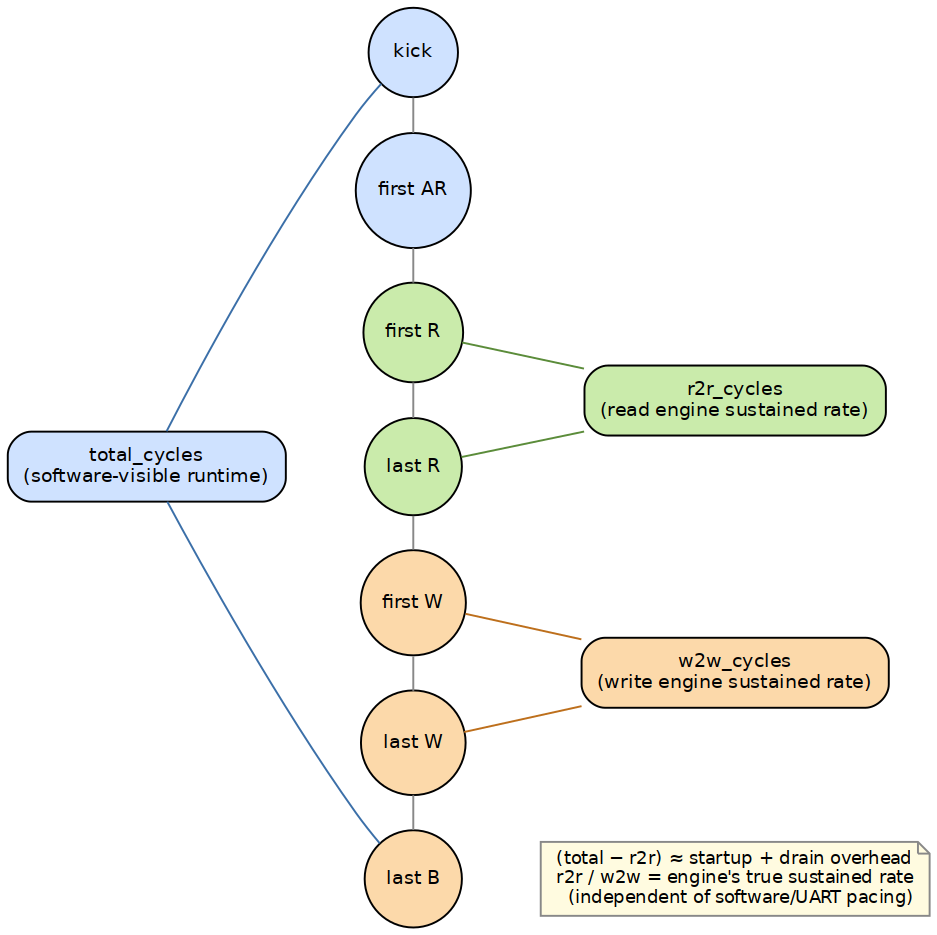 kick
first AR
first R
r2r_cycles
(read engine sustained rate)
last R
total_cycles
(software-visible runtime)
first W
w2w_cycles
(write engine sustained rate)
last W
last B
(total − r2r) ≈ startup + drain overhead
r2r / w2w = engine's true sustained rate
(independent of software/UART pacing)